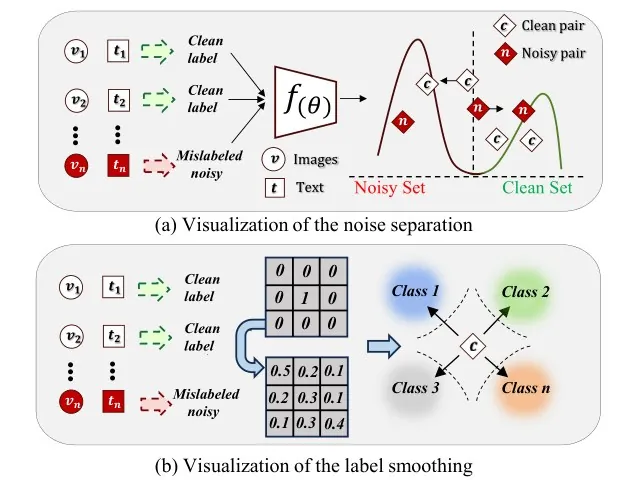 v1 t1 Clean label
c Clean pair
n Noisy pair
v2 t2 Clean label
f(θ)
c c
n n n
c c
vn tn Mislabeled noisy
v Images
t Text
Noisy Set Clean Set
(a) Visualization of the noise separation
v1 t1 Clean label
0 0 0
0 1 0
0 0 0
v2 t2 Clean label
vn tn Mislabeled noisy
0.5 0.2 0.1
0.2 0.3 0.1
0.1 0.3 0.4
Class 1 Class 2
c
Class 3 Class n
(b) Visualization of the label smoothing